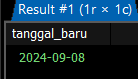 Result #1 (1r × 1c)
tanggal_baru
2024-09-08